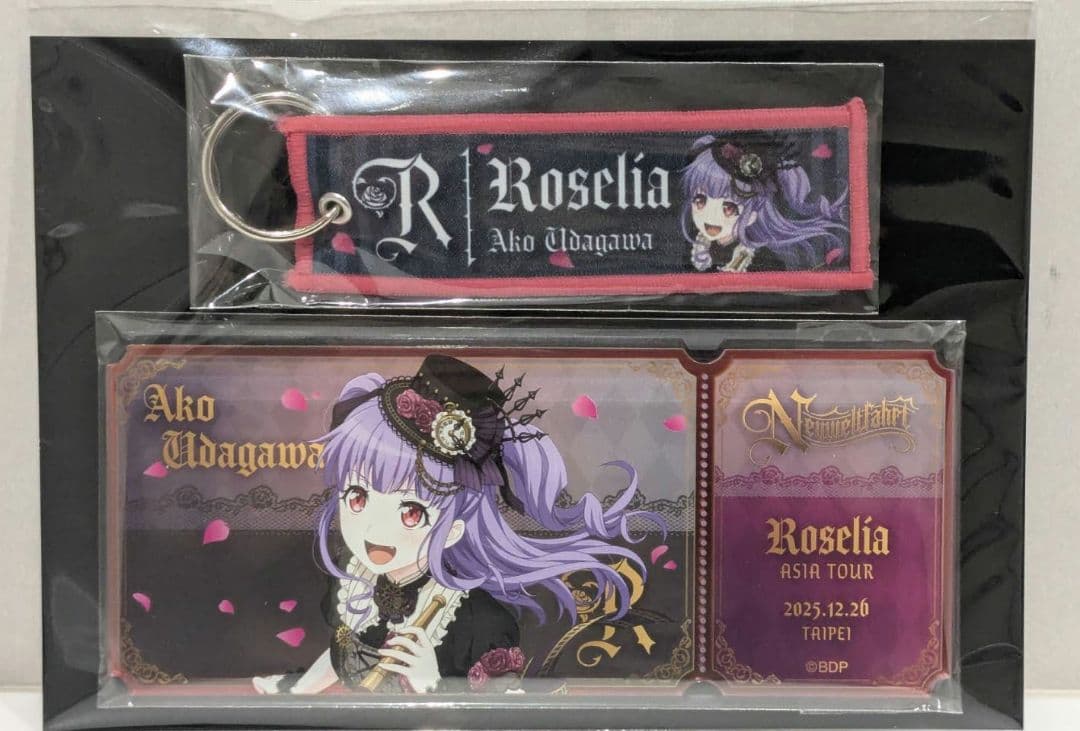 R
Roselia
Ako Udagawa
Ako
Udagawa
Neuweltfahrt
Roselia
ASIA TOUR
2025.12.26
TAIPEI
©BDP
R